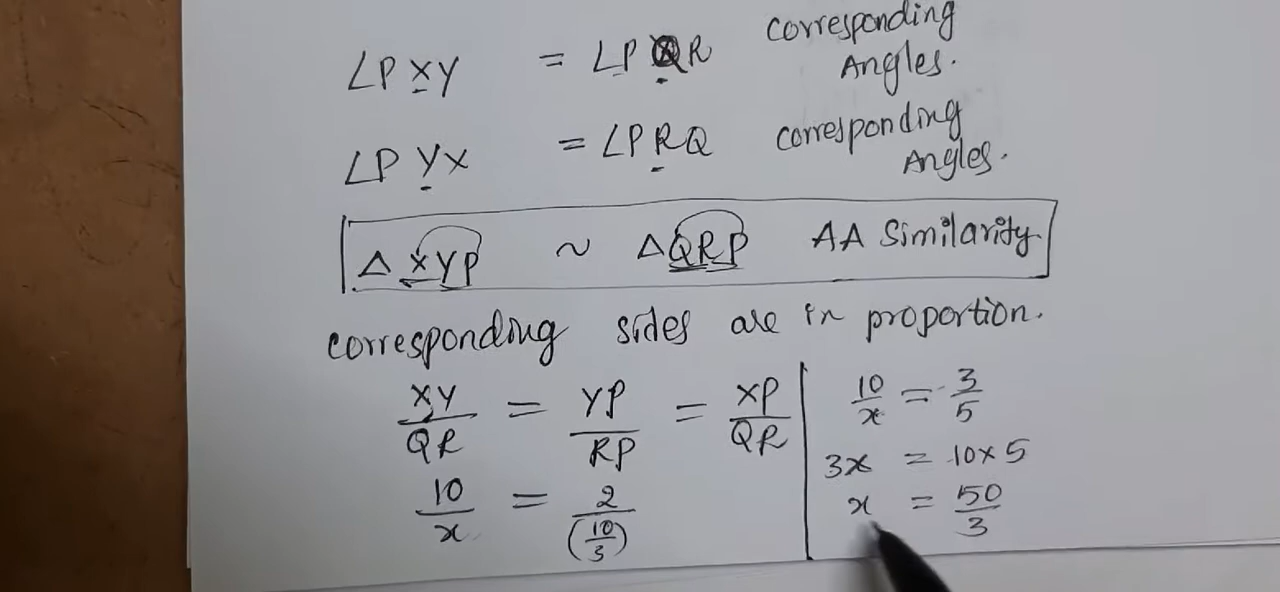 ∠PXY = ∠PQR corresponding Angles.
∠PYX = ∠PRQ corresponding Angles.
Δ XYP ~ ΔQRP AA Similarity
corresponding sides are in proportion.
XY/QR = YP/RP = XP/QR
10/x = 2/(10/3)
10/x = 3/5
3x = 10×5
x = 50/3